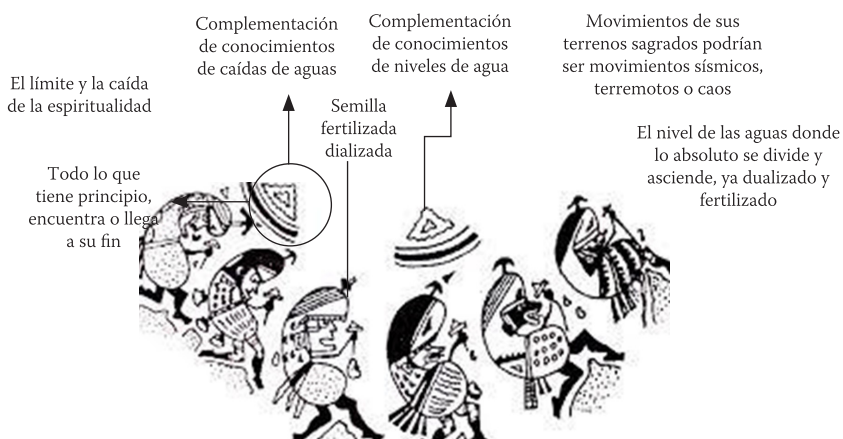 El límite y la caída
de la espiritualidad
Complementación
de conocimientos
de caídas de aguas
Complementación
de conocimientos
de niveles de agua
Movimientos de sus
terrenos sagrados podrían
ser movimientos sísmicos,
terremotos o caos
Semilla
fertilizada
dializada
El nivel de las aguas donde
lo absoluto se divide y
asciende, ya dualizado y
fertilizado
Todo lo que
tiene principio,
encuentra o llega
a su fin